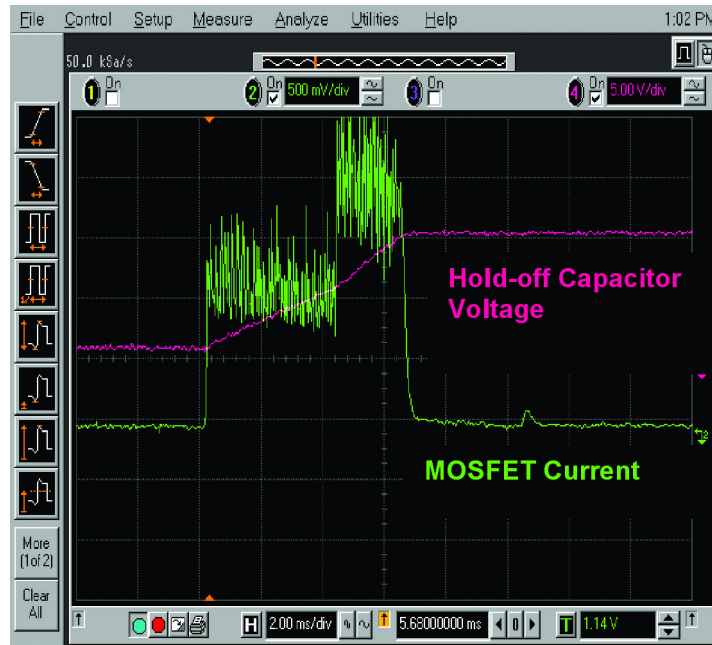 File Control Setup Measure Analyze Utilities Help 1:02 PM
50.0 kSa/s
1 On 2 On 500 mV/div 3 On 4 On 5.00 V/div
1/
Hold-off Capacitor
Voltage
2
MOSFET Current
More
(1of 2)
Clear
All
H 2.00 ms/div 5.68000000 ms 0 T 1.14 V